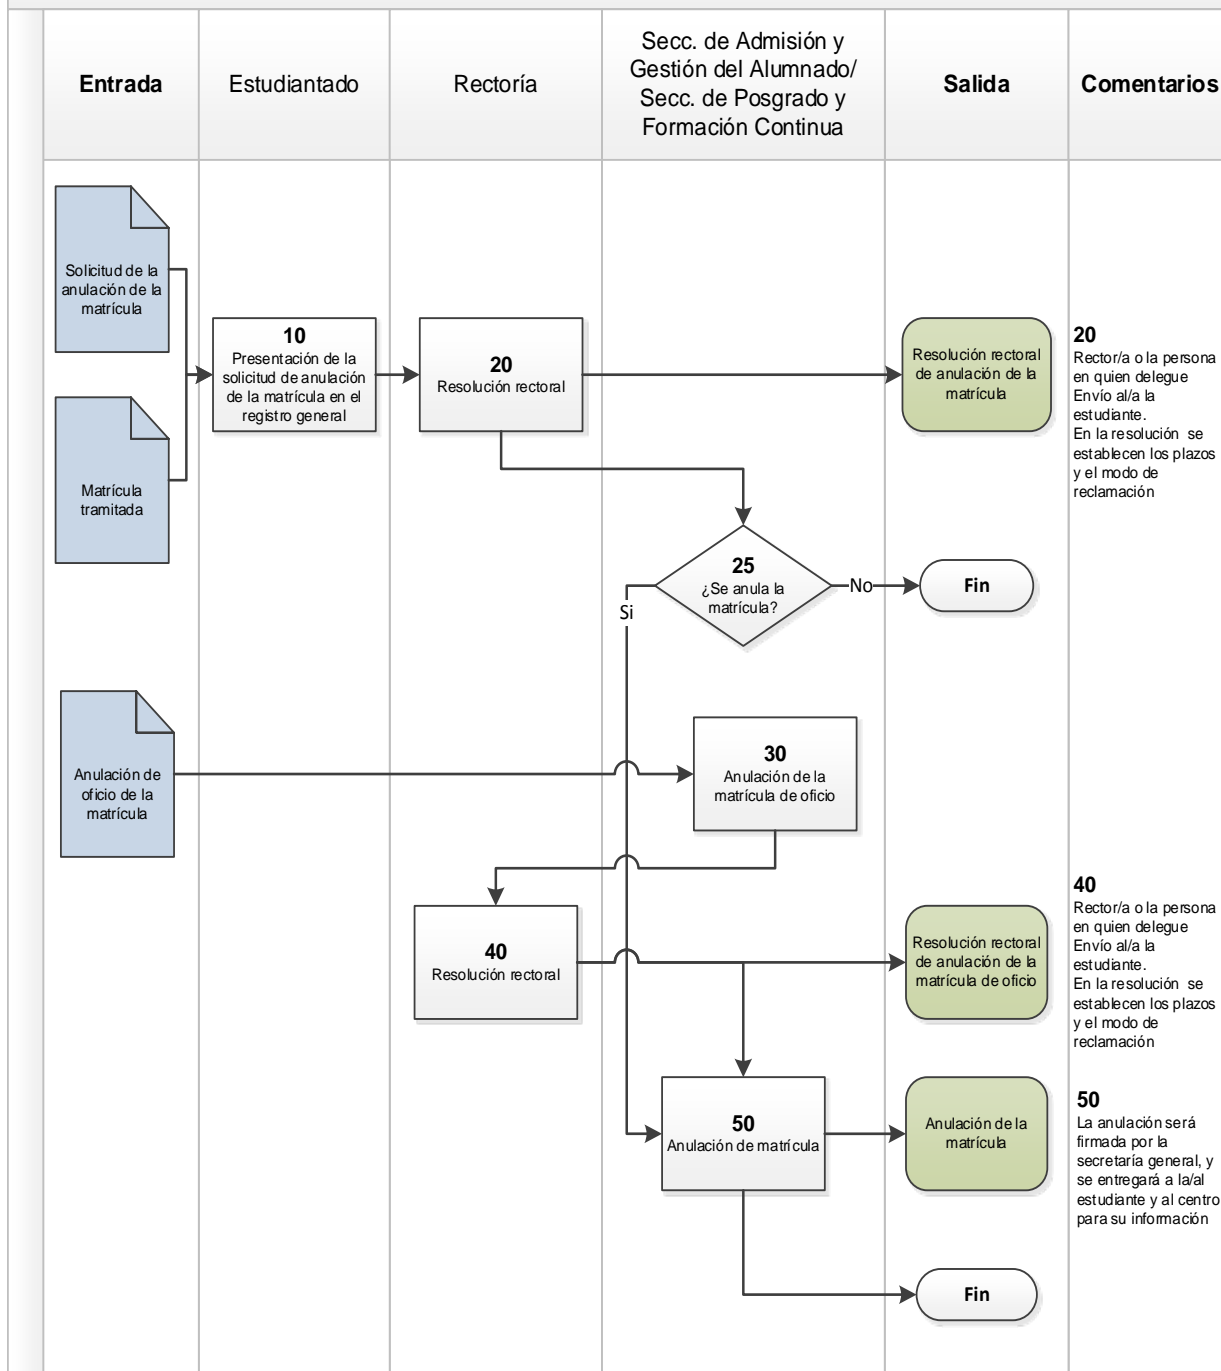 Entrada
Estudiantado
Rectoría
Secc. de Admisión y
Gestión del Alumnado/
Secc. de Posgrado y
Formación Continua
Salida
Comentarios
Solicitud de la
anulación de la
matrícula
Matrícula
tramitada
10
Presentación de la
solicitud de anulación
de la matrícula en el
registro general
20
Resolución rectoral
Resolución rectoral
de anulación de la
matrícula
20
Rector/a o la persona
en quien delegue
Envío al/a la
estudiante.
En la resolución se
establecen los plazos
y el modo de
reclamación
25
¿Se anula la
matrícula?
No
Fin
Si
Anulación de
oficio de la
matrícula
30
Anulación de la
matrícula de oficio
40
Resolución rectoral
Resolución rectoral
de anulación de la
matrícula de oficio
40
Rector/a o la persona
en quien delegue
Envío al/a la
estudiante.
En la resolución se
establecen los plazos
y el modo de
reclamación
50
Anulación de matrícula
Anulación de la
matrícula
50
La anulación será
firmada por la
secretaría general, y
se entregará a la/al
estudiante y al centro
para su información
Fin